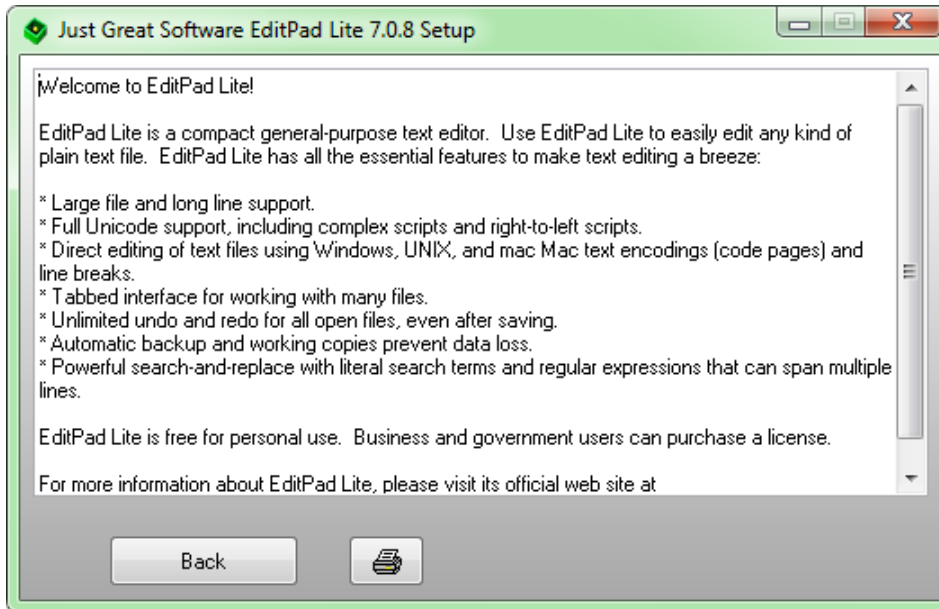 Just Great Software EditPad Lite 7.0.8 Setup
Welcome to EditPad Lite!
EditPad Lite is a compact general-purpose text editor.  Use EditPad Lite to easily edit any kind of
plain text file.  EditPad Lite has all the essential features to make text editing a breeze:
* Large file and long line support.
* Full Unicode support, including complex scripts and right-to-left scripts.
* Direct editing of text files using Windows, UNIX, and mac Mac text encodings (code pages) and
line breaks.
* Tabbed interface for working with many files.
* Unlimited undo and redo for all open files, even after saving.
* Automatic backup and working copies prevent data loss.
* Powerful search-and-replace with literal search terms and regular expressions that can span multiple
lines.
EditPad Lite is free for personal use.  Business and government users can purchase a license.
For more information about EditPad Lite, please visit its official web site at
Back